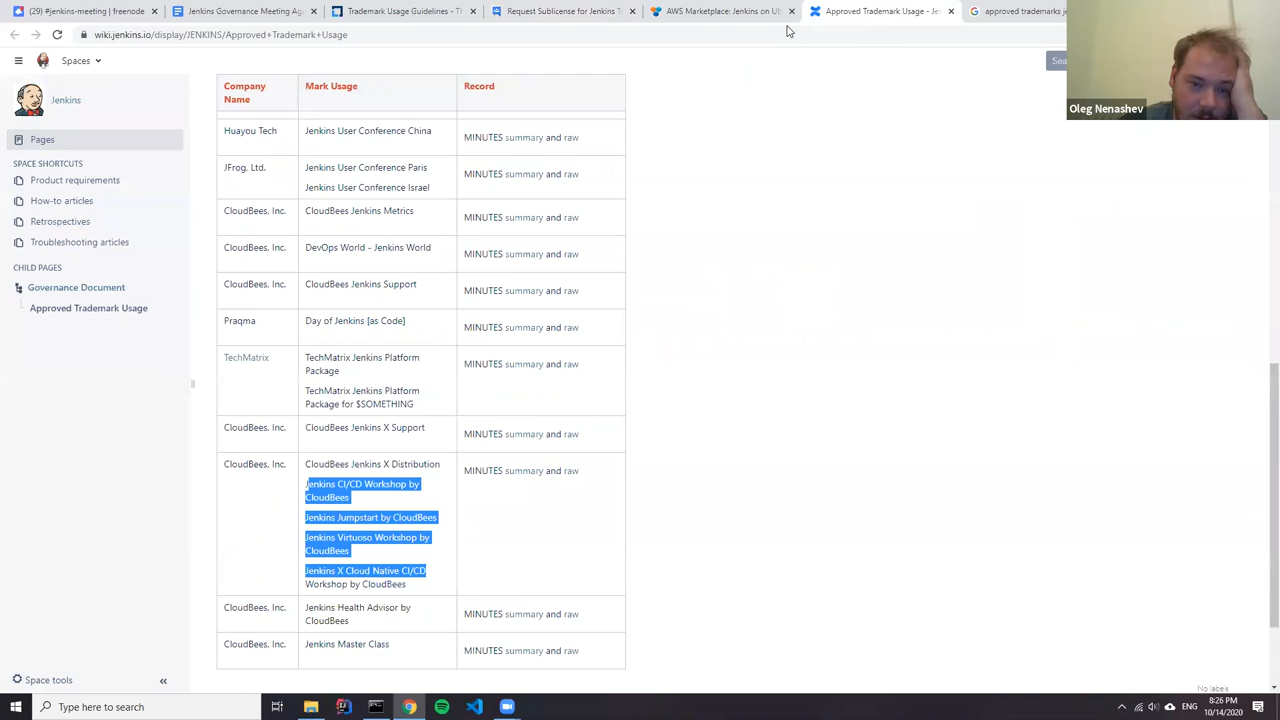 (29) #jenkins-meeting | freenode
Jenkins Governance Meeting Ag
Trademark Usage Guidelines - Th
Request Sublicense for Jenkins T
AWS Marketplace: Jenkins on Ub
Approved Trademark Usage - Je
approved trademarks j
wiki.jenkins.io/display/JENKINS/Approved+Trademark+Usage
Spaces
Sea
Oleg Nenashev
Jenkins
Pages
SPACE SHORTCUTS
Product requirements
How-to articles
Retrospectives
Troubleshooting articles
CHILD PAGES
Governance Document
Approved Trademark Usage
Company Name
Mark Usage
Record
Huayou Tech
Jenkins User Conference China
MINUTES summary and raw
JFrog, Ltd.
Jenkins User Conference Paris
Jenkins User Conference Israel
MINUTES summary and raw
CloudBees, Inc.
CloudBees Jenkins Metrics
MINUTES summary and raw
CloudBees, Inc.
DevOps World - Jenkins World
MINUTES summary and raw
CloudBees, Inc.
CloudBees Jenkins Support
MINUTES summary and raw
Praqma
Day of Jenkins [as Code]
MINUTES summary and raw
TechMatrix
TechMatrix Jenkins Platform
Package
TechMatrix Jenkins Platform
Package for $SOMETHING
MINUTES summary and raw
CloudBees, Inc.
CloudBees Jenkins X Support
MINUTES summary and raw
CloudBees, Inc.
CloudBees Jenkins X Distribution
Jenkins CI/CD Workshop by
CloudBees
Jenkins Jumpstart by CloudBees
Jenkins Virtuoso Workshop by
CloudBees
Jenkins X Cloud Native CI/CD
Workshop by CloudBees
MINUTES summary and raw
CloudBees, Inc.
Jenkins Health Advisor by
CloudBees
MINUTES summary and raw
CloudBees, Inc.
Jenkins Master Class
MINUTES summary and raw
Space tools
No labels
Type here to search
ENG
8:26 PM
10/14/2020